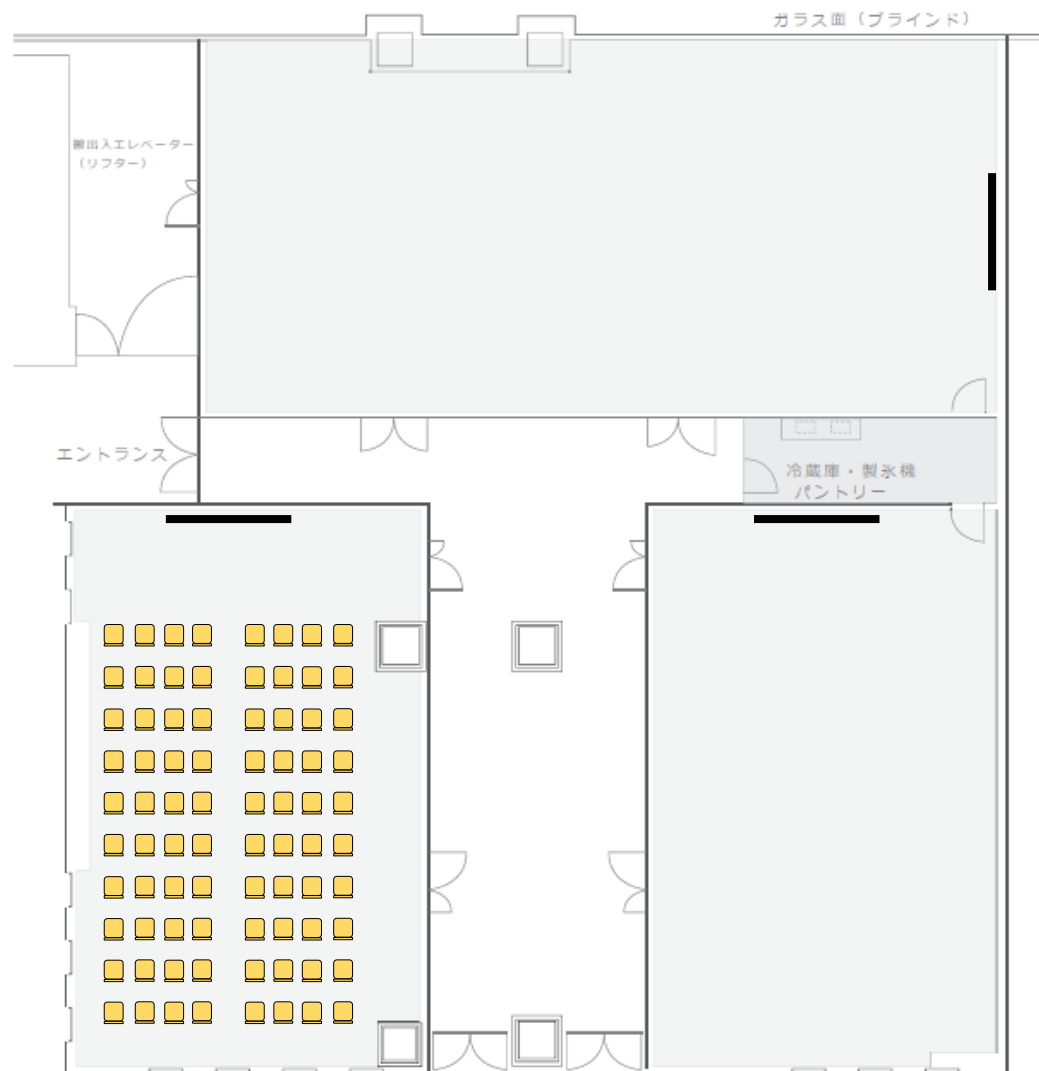 ガラス面（ブラインド）
搬出入エレベーター
（リフター）
エントランス
冷蔵庫・製氷機
パントリー